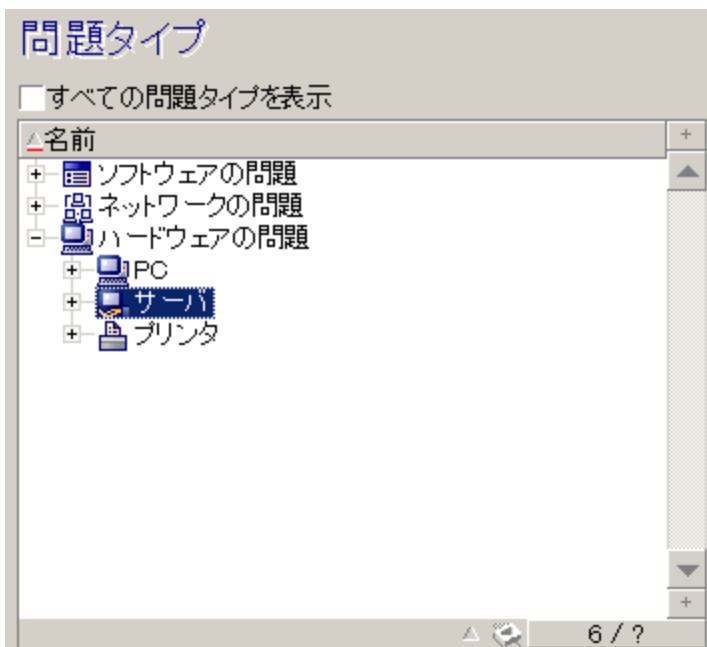 問題タイプ
すべての問題タイプを表示
名前
ソフトウェアの問題
ネットワークの問題
ハードウェアの問題
PC
サーバ
プリンタ
6 / ?